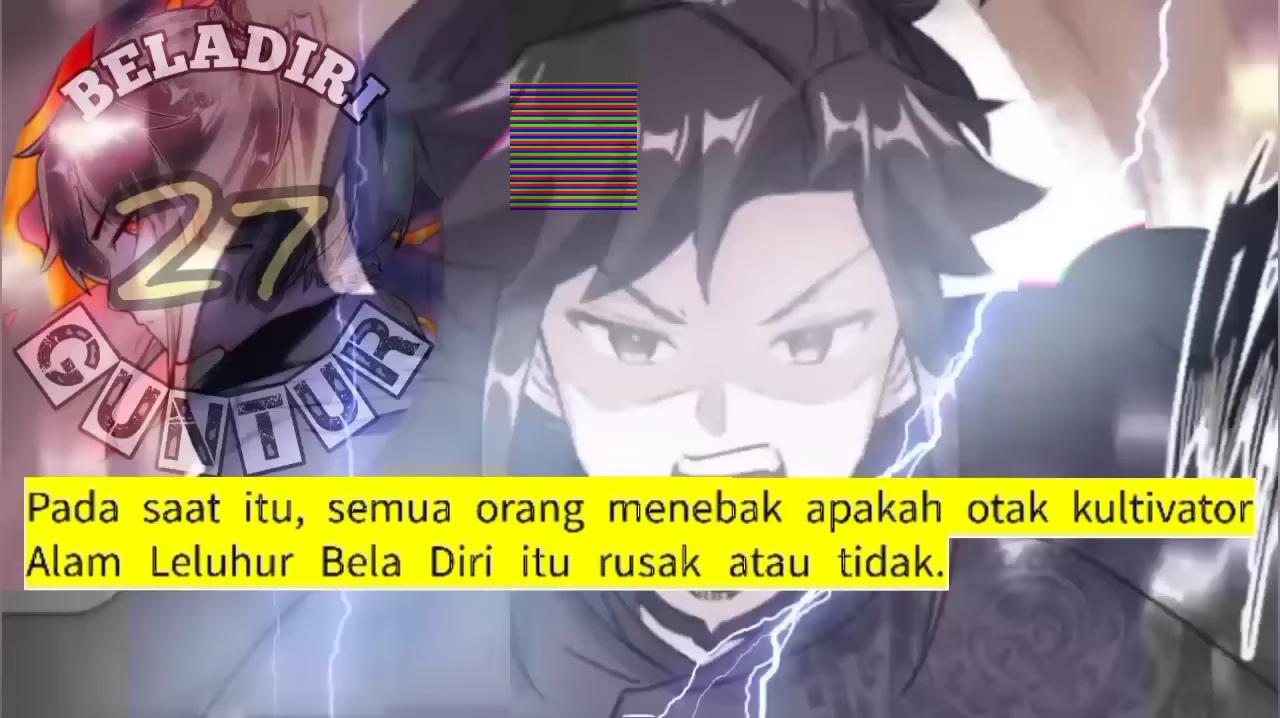 BELADIRI
27
GUNTUR
Pada saat itu, semua orang menebak apakah otak kultivator
Alam Leluhur Bela Diri itu rusak atau tidak.